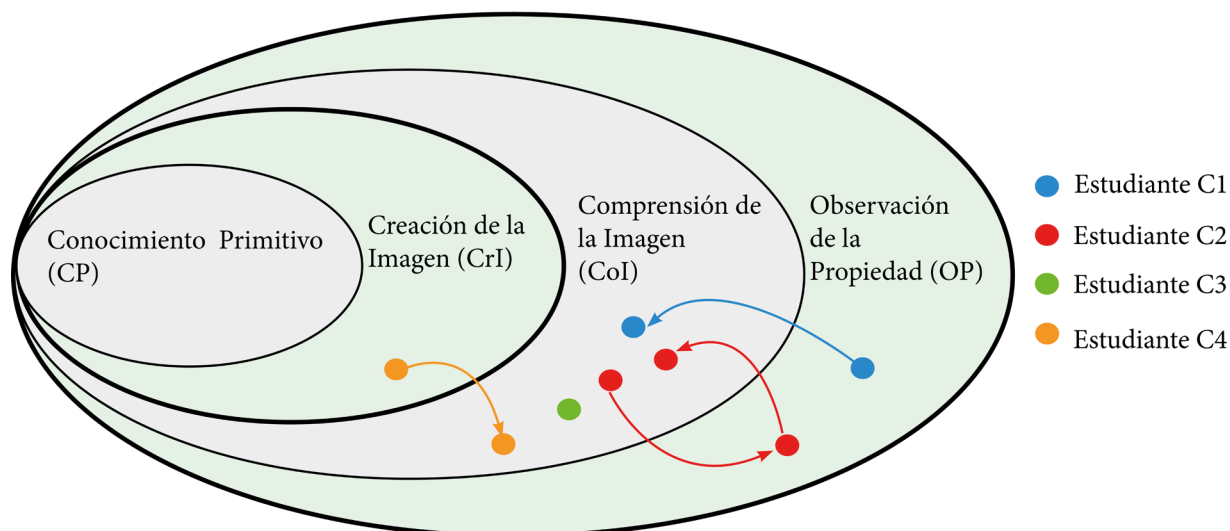 Conocimiento Primitivo
(CP)
Creación de la
Imagen (CrI)
Comprensión de
la Imagen
(CoI)
Observación
de la
Propiedad (OP)
Estudiante C1
Estudiante C2
Estudiante C3
Estudiante C4